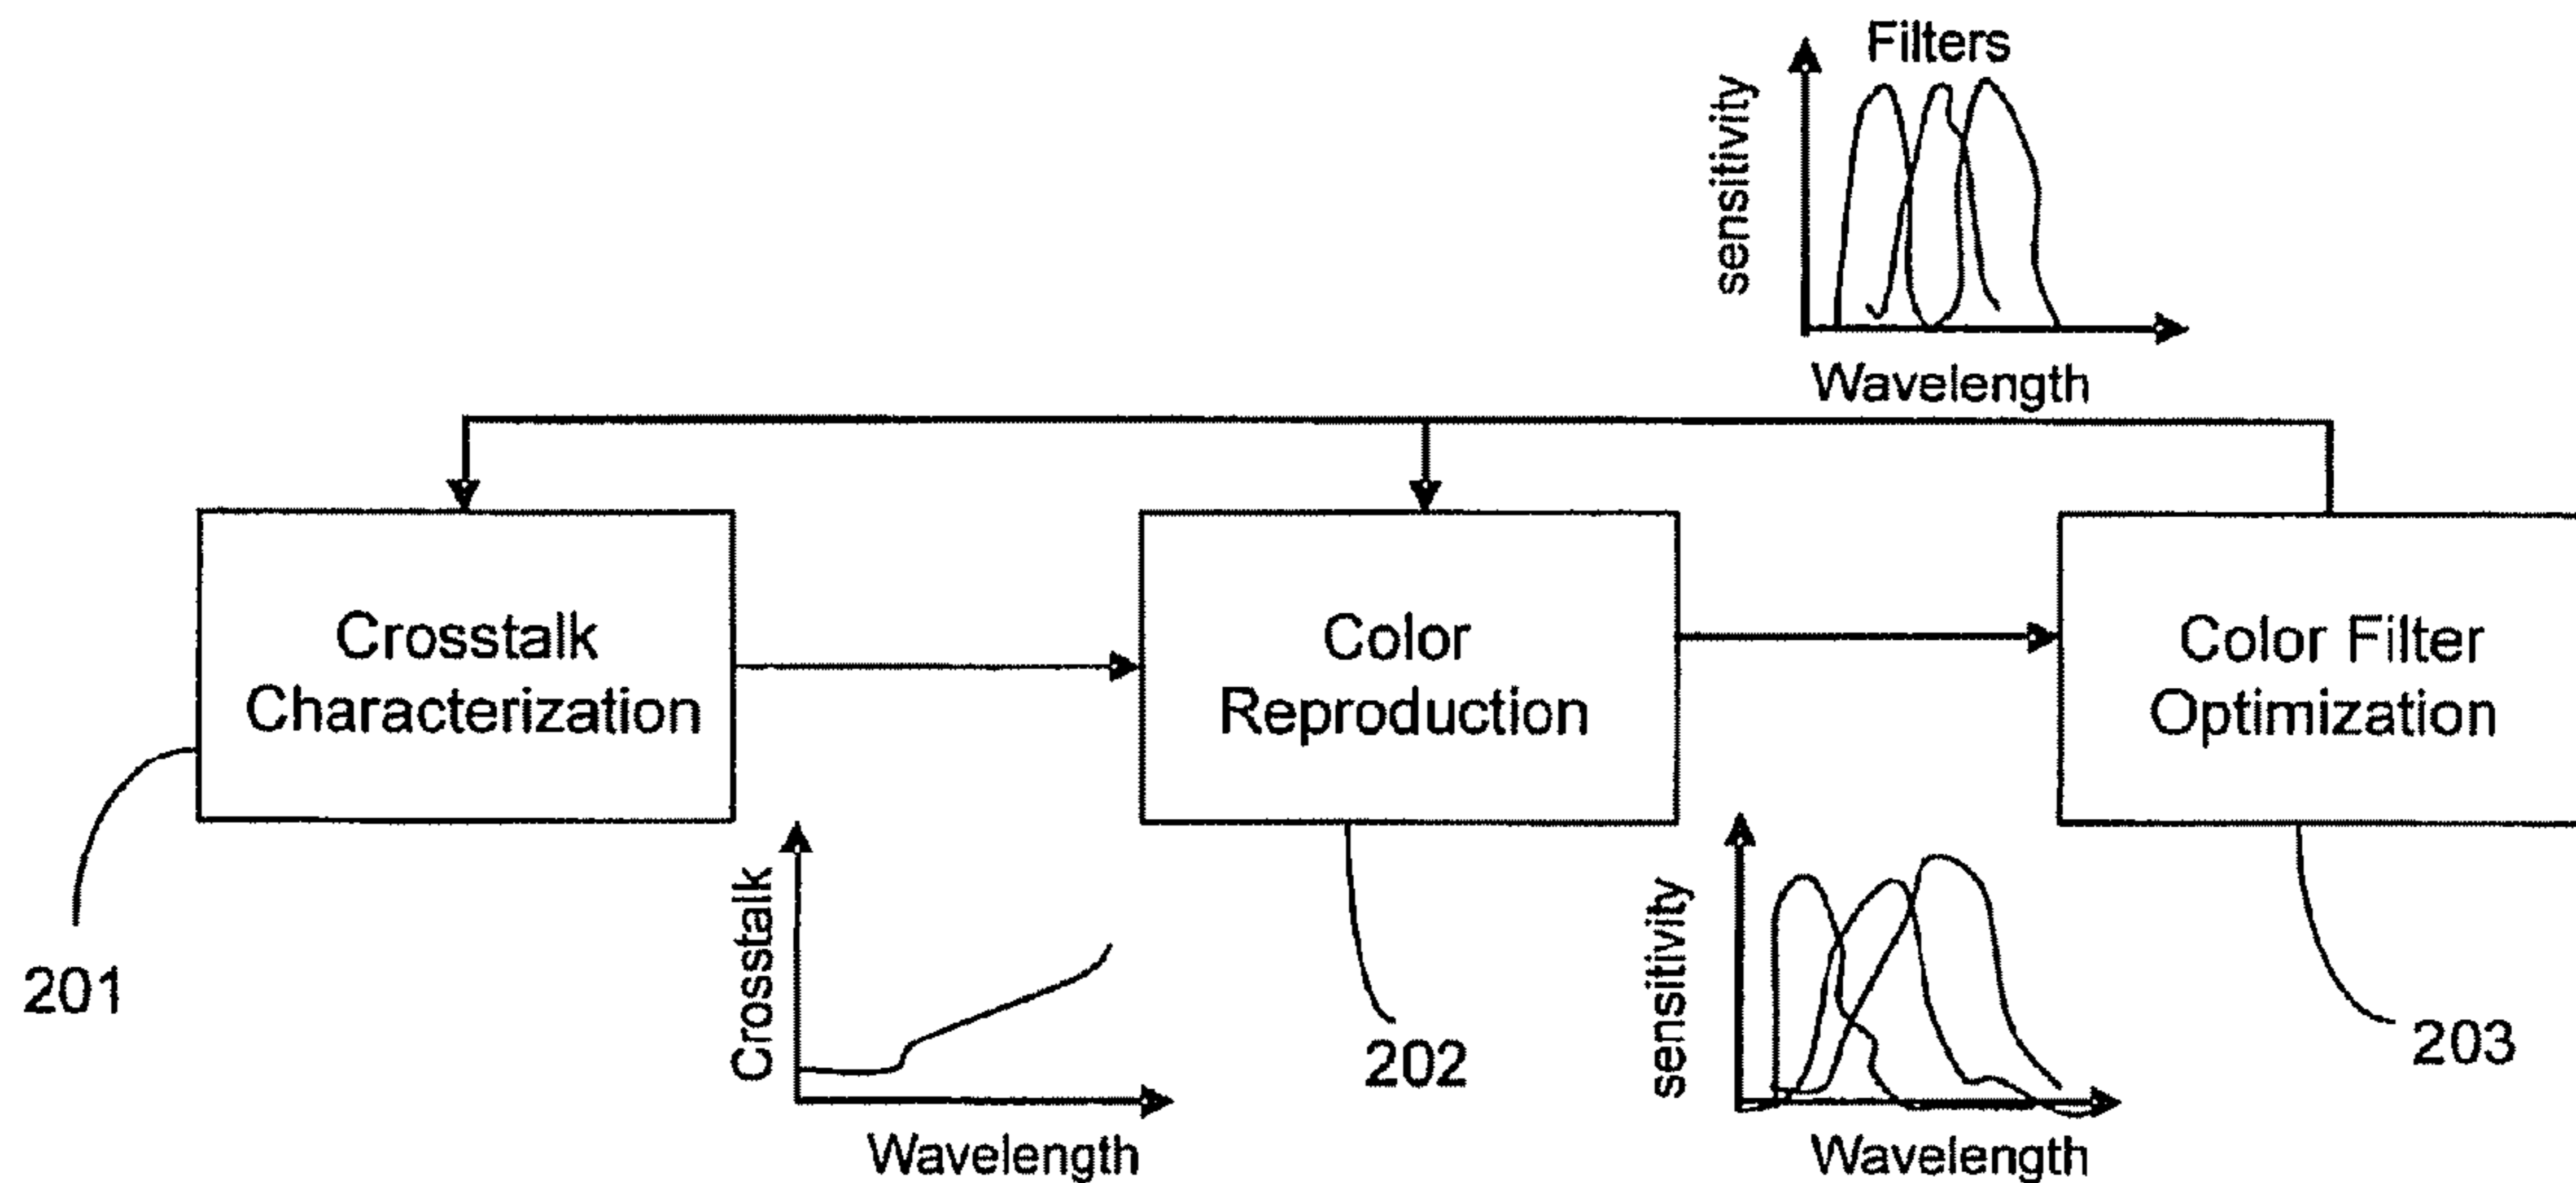 Filters
sensitivity
Wavelength
Crosstalk
Characterization
Color
Reproduction
Color Filter
Optimization
201
Crosstalk
Wavelength
202
sensitivity
Wavelength
203